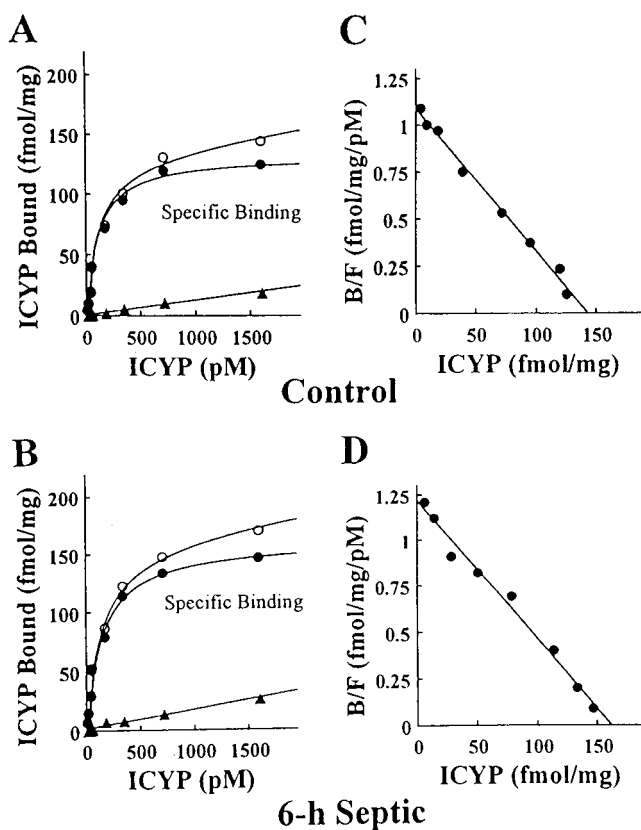 A
ICYP Bound (fmol/mg)
200
150
100
50
0
Specific Binding
0 500 1000 1500
ICYP (pM)
C
B/F (fmol/mg/pM)
1.25
1
0.75
0.5
0.25
0
0 50 100 150
ICYP (fmol/mg)
Control
B
ICYP Bound (fmol/mg)
200
150
100
50
0
Specific Binding
0 500 1000 1500
ICYP (pM)
D
B/F (fmol/mg/pM)
1.25
1
0.75
0.5
0.25
0
0 50 100 150
ICYP (fmol/mg)
6-h Septic